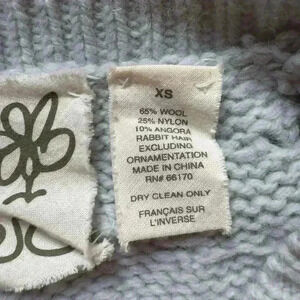 XS
65% WOOL
25% NYLON
10% ANGORA
RABBIT HAIR
EXCLUDING
ORNAMENTATION
MADE IN CHINA
RN# 66170
DRY CLEAN ONLY
FRANÇAIS SUR
L'INVERSE